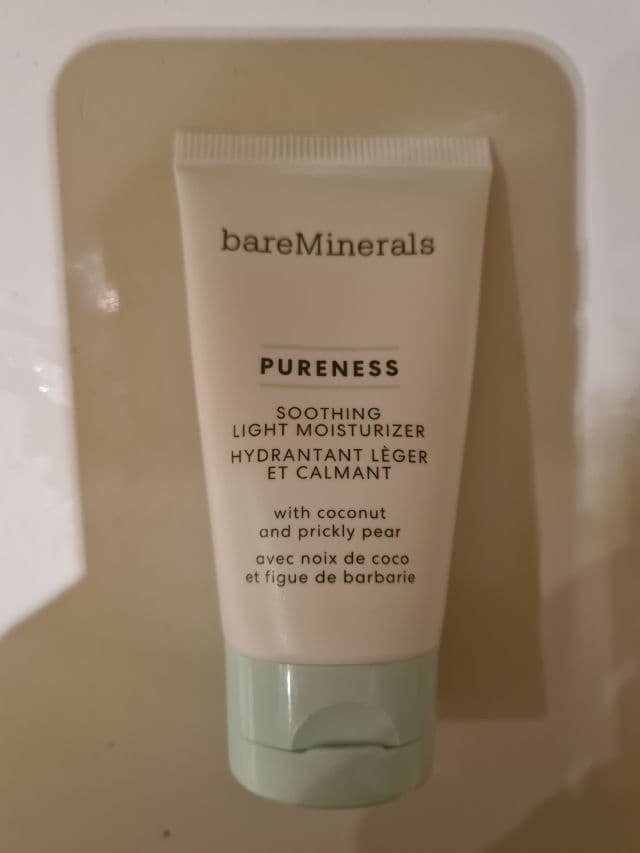 bareMinerals
PURENESS
SOOTHING
LIGHT MOISTURIZER
HYDRANTANT LÈGER
ET CALMANT
with coconut
and prickly pear
avec noix de coco
et figue de barbarie